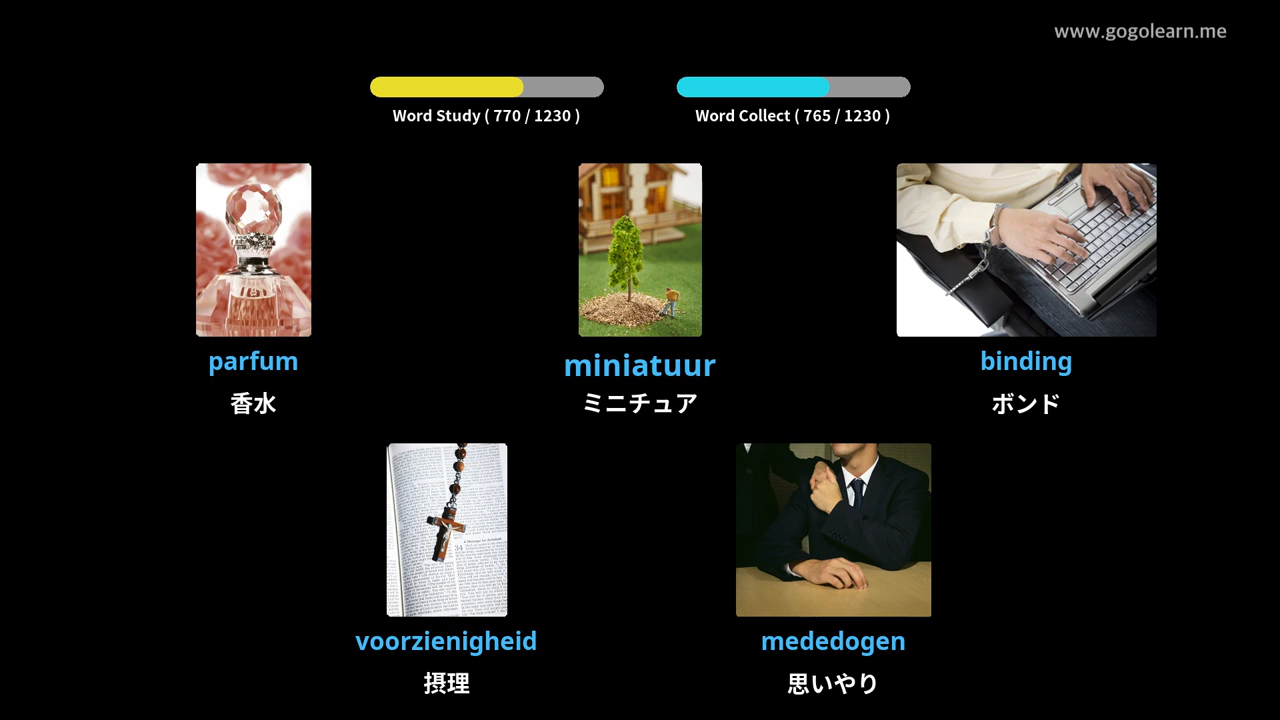 www.gogolearn.me
Word Study ( 770 / 1230 )
Word Collect ( 765 / 1230 )
parfum
香水
miniatuur
ミニチュア
binding
ボンド
voorzienigheid
摂理
mededogen
思いやり